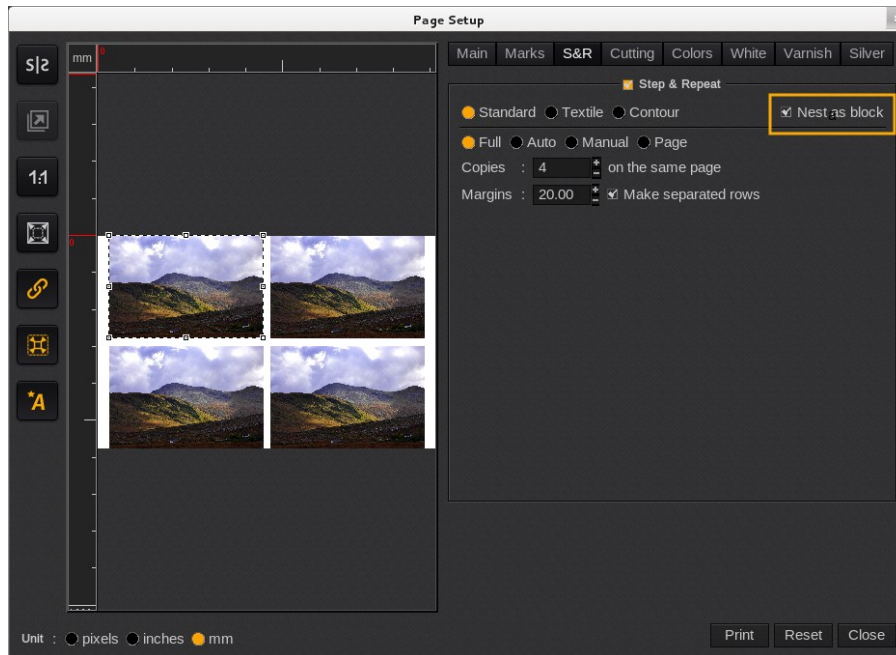 Page Setup
S|S
mm
0
Main Marks S&R Cutting Colors White Varnish Silver
Step & Repeat
Standard Textile Contour Nest as block
Full Auto Manual Page
Copies : 4 on the same page
1:1
Margins : 20.00 Make separated rows
0
A
Unit : pixels inches mm
Print Reset Close